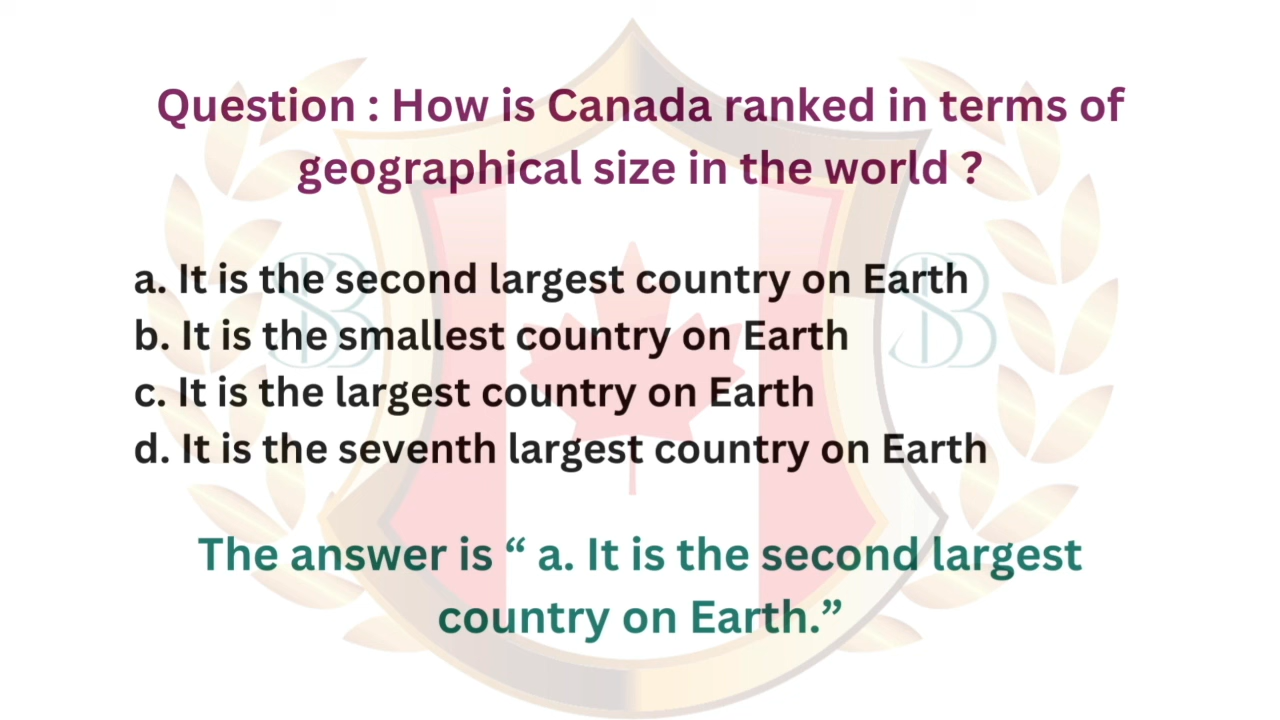 Question : How is Canada ranked in terms of
geographical size in the world ?
a. It is the second largest country on Earth
b. It is the smallest country on Earth
c. It is the largest country on Earth
d. It is the seventh largest country on Earth
The answer is “ a. It is the second largest
country on Earth.”